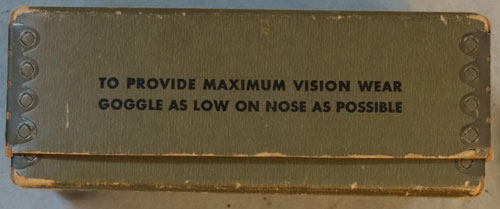 TO PROVIDE MAXIMUM VISION WEAR
GOGGLE AS LOW ON NOSE AS POSSIBLE